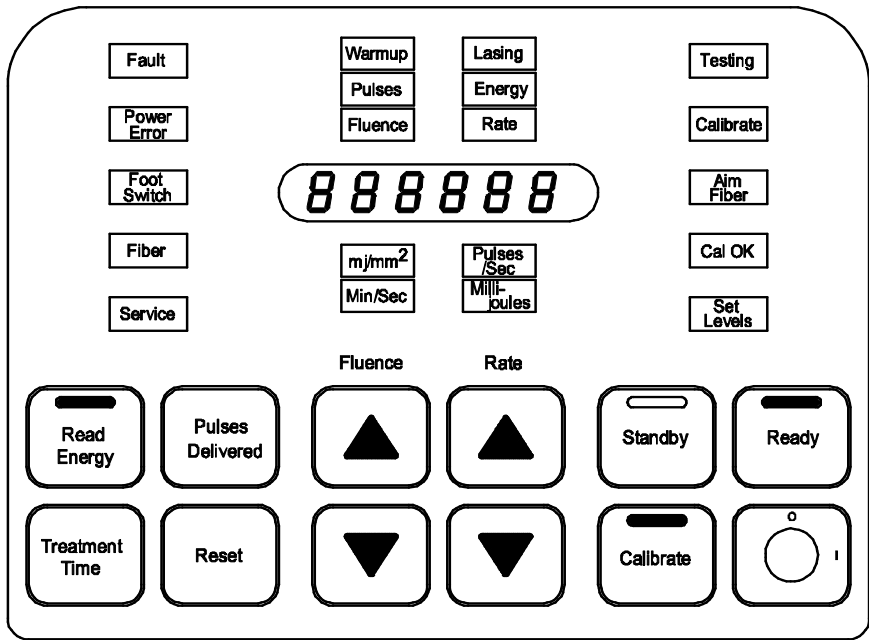 Fault
Warmup
Lasing
Testing
Pulses
Energy
Power
Error
Fluence
Rate
Calibrate
Foot
Switch
888888
Aim
Fiber
Fiber
mj/mm²
Pulses
/Sec
Cal OK
Service
Min/Sec
Milli-
joules
Set
Levels
Fluence
Rate
Read
Energy
Pulses
Delivered
Standby
Ready
Treatment
Time
Reset
Calibrate
O
I